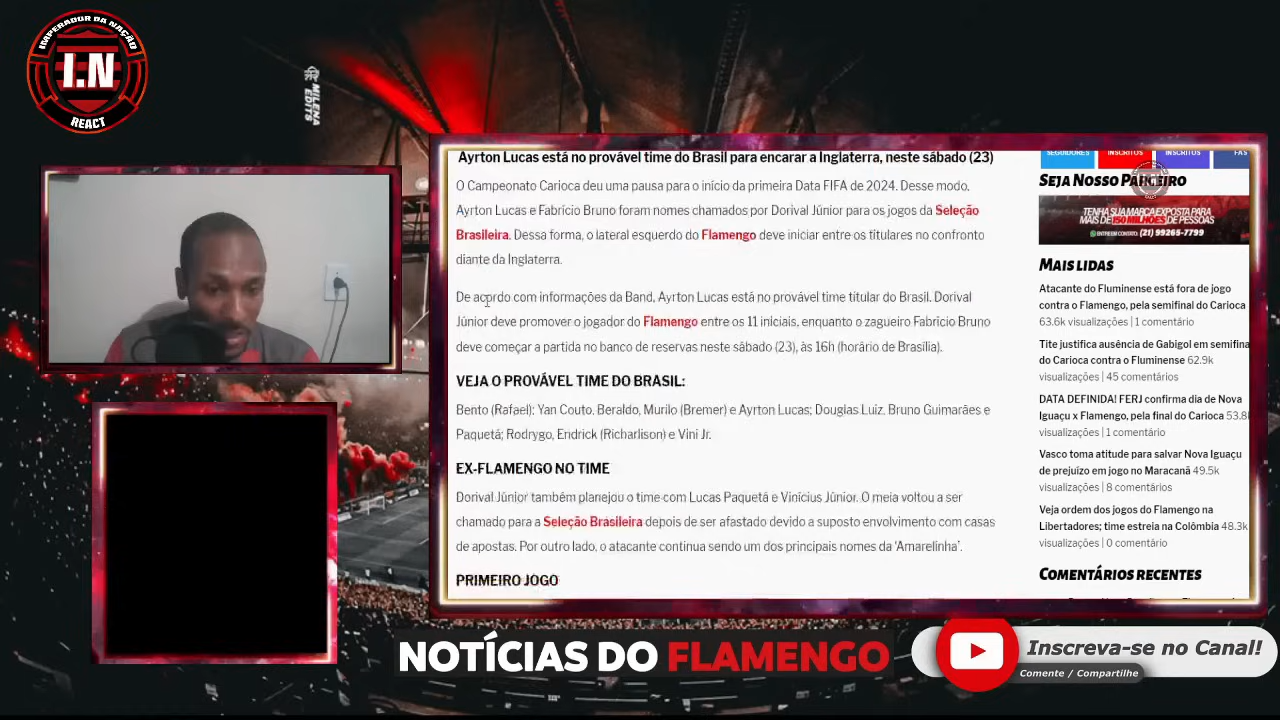 IMPERADOR DA NAÇÃO
I.N
REACT
MILENA
EDITS
Ayrton Lucas está no provável time do Brasil para encarar a Inglaterra, neste sábado (23)
O Campeonato Carioca deu uma pausa para o início da primeira Data FIFA de 2024. Desse modo,
Ayrton Lucas e Fabrício Bruno foram nomes chamados por Dorival Júnior para os jogos da Seleção
Brasileira. Dessa forma, o lateral esquerdo do Flamengo deve iniciar entre os titulares no confronto
diante da Inglaterra.
De acordo com informações da Band, Ayrton Lucas está no provável time titular do Brasil. Dorival
Júnior deve promover o jogador do Flamengo entre os 11 iniciais, enquanto o zagueiro Fabrício Bruno
deve começar a partida no banco de reservas neste sábado (23), às 16h (horário de Brasília).
VEJA O PROVÁVEL TIME DO BRASIL:
Bento (Rafael); Yan Couto. Beraldo, Murilo (Bremer) e Ayrton Lucas; Douglas Luiz, Bruno Guimarães e
Paquetá; Rodrygo, Endrick (Richarlison) e Vini Jr.
EX-FLAMENGO NO TIME
Dorival Júnior também planejou o time com Lucas Paquetá e Vinícius Júnior. O meia voltou a ser
chamado para a Seleção Brasileira depois de ser afastado devido a suposto envolvimento com casas
de apostas. Por outro lado, o atacante continua sendo um dos principais nomes da 'Amarelinha'.
PRIMEIRO JOGO
SEGUIDORES INSCRITOS INSCRITOS FÃS
SEJA NOSSO PARCEIRO
TENHA SUA MARCA EXPOSTA PARA
MAIS DE 150 MILHÕES DE PESSOAS
ENTRE EM CONTATO: (21) 99265-7799
MAIS LIDAS
Atacante do Fluminense está fora de jogo
contra o Flamengo, pela semifinal do Carioca
63.6k visualizações | 1 comentário
Tite justifica ausência de Gabigol em semifina
do Carioca contra o Fluminense 62.9k
visualizações | 45 comentários
DATA DEFINIDA! FERJ confirma dia de Nova
Iguaçu x Flamengo, pela final do Carioca 53.8k
visualizações | 1 comentário
Vasco toma atitude para salvar Nova Iguaçu
de prejuízo em jogo no Maracanã 49.5k
visualizações | 8 comentários
Veja ordem dos jogos do Flamengo na
Libertadores; time estreia na Colômbia 48.3k
visualizações | 0 comentário
COMENTÁRIOS RECENTES
NOTÍCIAS DO FLAMENGO
Inscreva-se no Canal!
Comente / Compartilhe